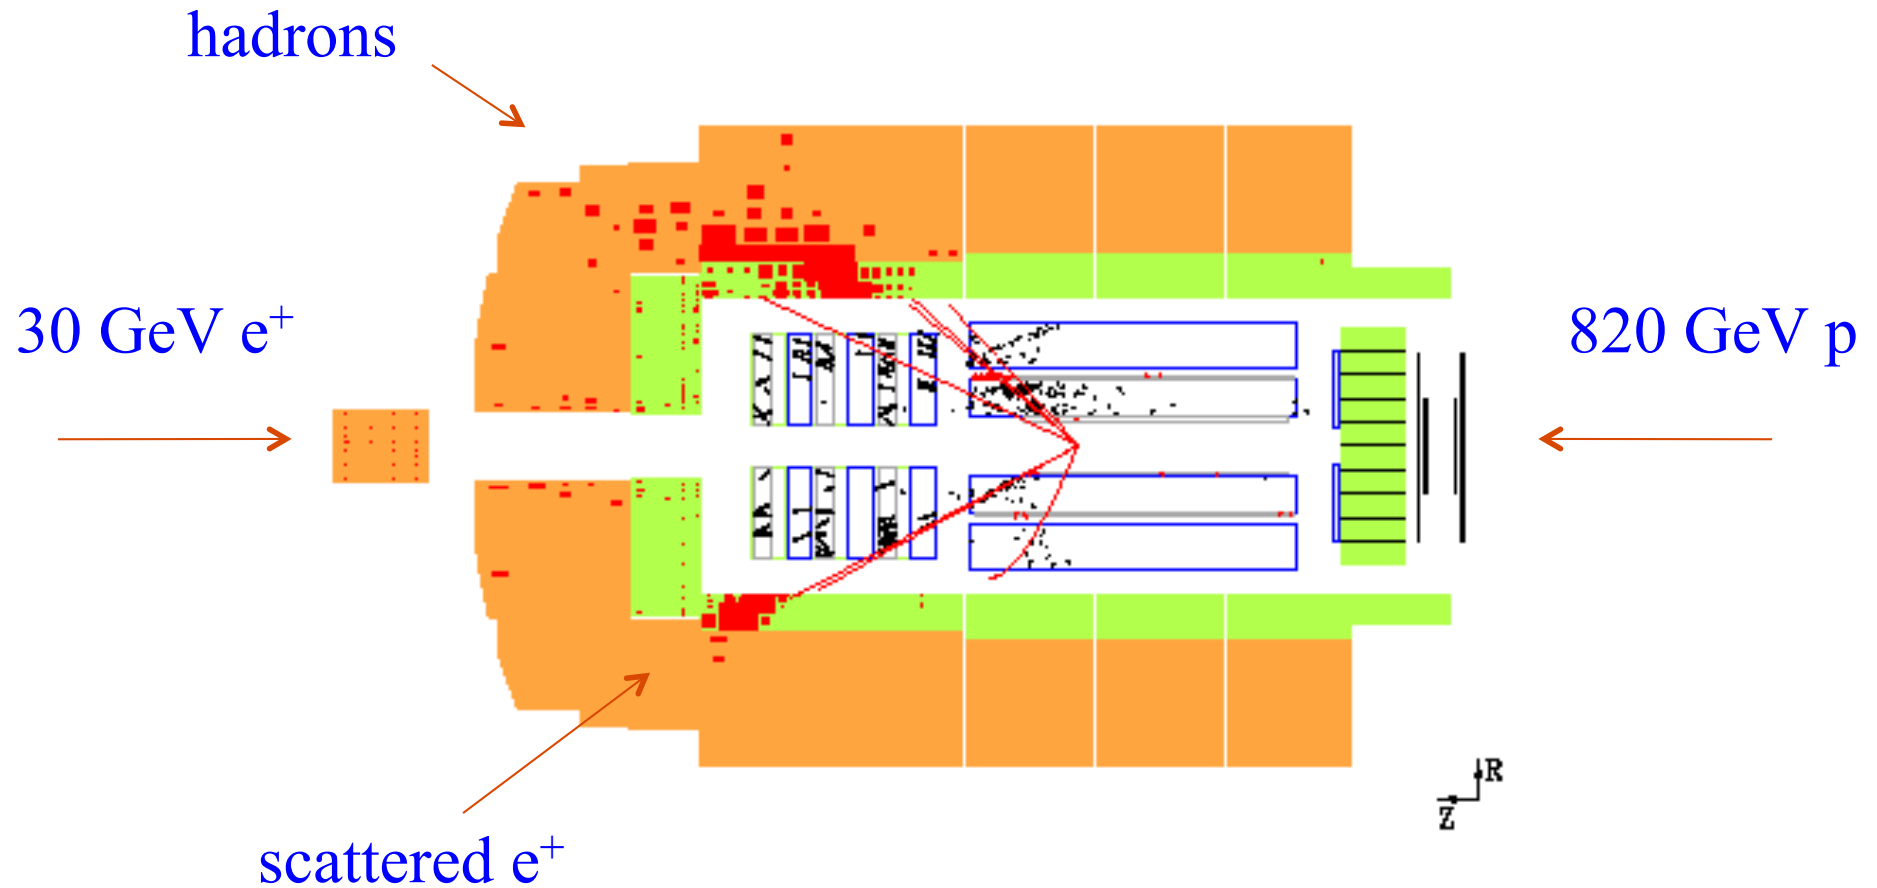 hadrons
30 GeV e⁺
820 GeV p
scattered e⁺
R
Z